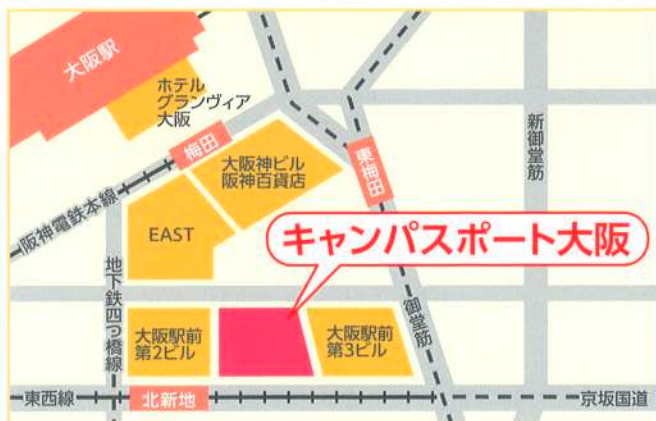 大阪駅
ホテル
グランヴィア
大阪
梅田
大阪神ビル
阪神百貨店
東梅田
新御堂筋
阪神電鉄本線
EAST
キャンパスポート大阪
地下鉄四つ橋線
御堂筋
大阪駅前
第2ビル
大阪駅前
第3ビル
東西線
北新地
京坂国道